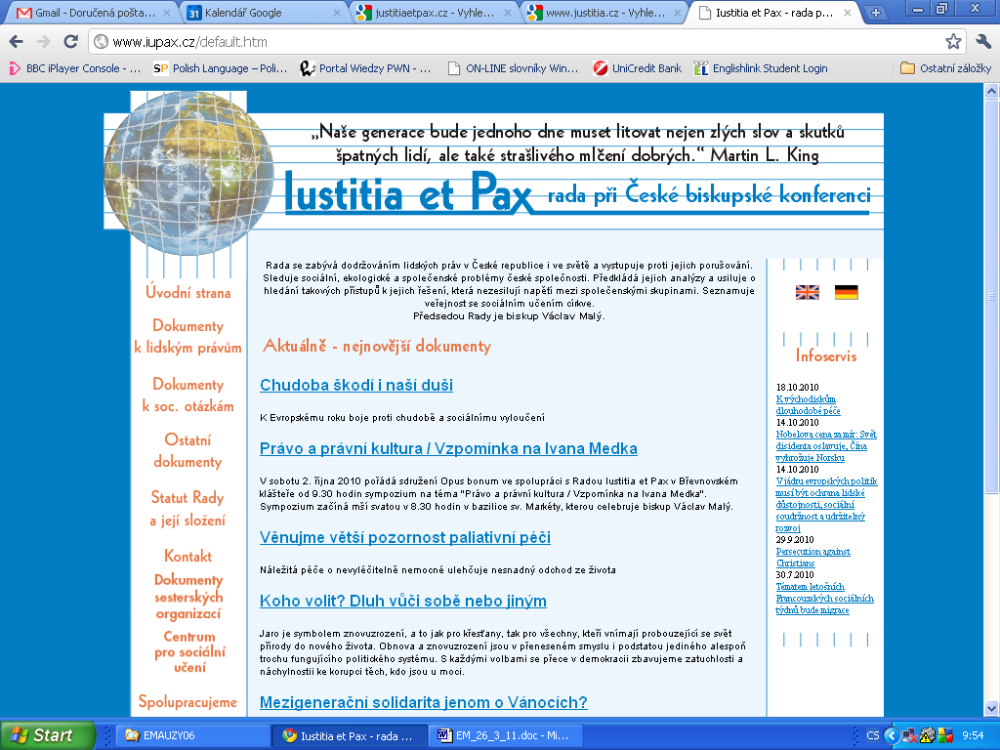 Gmail - Doručená pošta...
Kalendář Google
justitiaetpax.cz - Vyhle...
www.justitia.cz - Vyhle...
Iustitia et Pax - rada p...
www.iupax.cz/default.htm
BBC iPlayer Console - ...
Polish Language – Poli...
Portal Wiedzy PWN - ...
ON-LINE slovníky Win...
UniCredit Bank
Englishlink Student Login
Ostatní záložky
„Naše generace bude jednoho dne muset litovat nejen zlých slov a skutků
špatných lidí, ale také strašlivého mlčení dobrých.“ Martin L. King
Iustitia et Pax rada při České biskupské konferenci
Úvodní strana
Dokumenty
k lidským právům
Dokumenty
k soc. otázkám
Ostatní
dokumenty
Statut Rady
a její složení
Kontakt
Dokumenty
sesterských
organizací
Centrum
pro sociální
učení
Spolupracujeme
Rada se zabývá dodržováním lidských práv v České republice i ve světě a vystupuje proti jejich porušování.
Sleduje sociální, ekologické a společenské problémy české společnosti. Předkládá jejich analýzy a usiluje o
hledání takových přístupů k jejich řešení, která nezesilují napětí mezi společenskými skupinami. Seznamuje
veřejnost se sociálním učením církve.
Předsedou Rady je biskup Václav Malý.
Aktuálně - nejnovější dokumenty
Chudoba škodí i naší duši
K Evropskému roku boje proti chudobě a sociálnímu vyloučení
Právo a právní kultura / Vzpomínka na Ivana Medka
V sobotu 2. října 2010 pořádá sdružení Opus bonum ve spolupráci s Radou Iustitia et Pax v Břevnovském
klášteře od 9.30 hodin sympozium na téma "Právo a právní kultura / Vzpomínka na Ivana Medka".
Sympozium začíná mší svatou v 8.30 hodin v bazilice sv. Markéty, kterou celebruje biskup Václav Malý.
Věnujme větší pozornost paliativní péči
Náležitá péče o nevyléčitelně nemocné ulehčuje nesnadný odchod ze života
Koho volit? Dluh vůči sobě nebo jiným
Jaro je symbolem znovuzrození, a to jak pro křesťany, tak pro všechny, kteří vnímají probouzející se svět
přírody do nového života. Obnova a znovuzrození jsou v přeneseném smyslu i podstatou jediného alespoň
trochu fungujícího politického systému. S každými volbami se přece v demokracii zbavujeme zatuchlosti a
náchylnosti ke korupci těch, kdo jsou u moci.
Mezigenerační solidarita jenom o Vánocích?
Infoservis
18.10.2010
K východiskům
dlouhodobé péče
14.10.2010
Nobelova cena za mír: Svět
disidenta oslavuje, Čína
vyhrožuje Norsku
14.10.2010
V jádru evropských politik
musí být ochrana lidské
důstojnosti, sociální
soudržnost a udržitelný
rozvoj
29.9.2010
Persecution against
Christians
30.7.2010
Tématem letošních
Francouzských sociálních
týdnů bude migrace
Start
EMAUZY06
Iustitia et Pax - rada ...
EM_26_3_11.doc - Mi...
CS
9:54